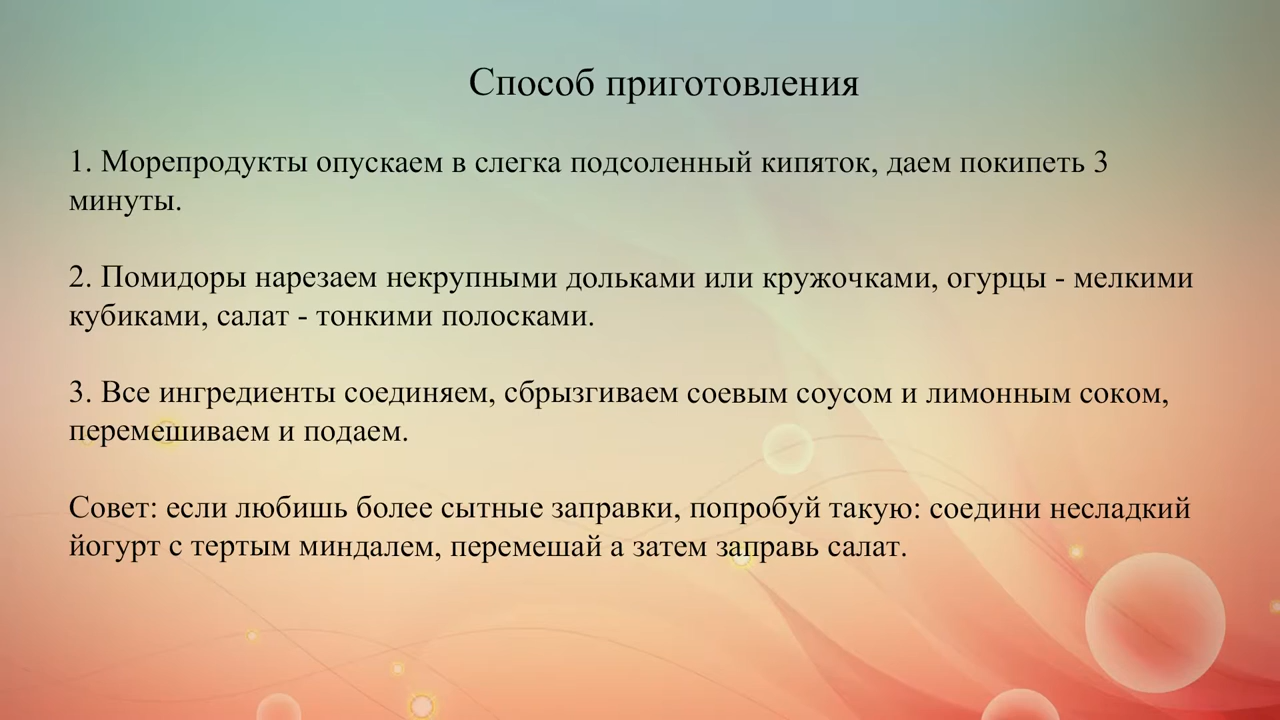 Способ приготовления
1. Морепродукты опускаем в слегка подсоленный кипяток, даем покипеть 3
минуты.
2. Помидоры нарезаем некрупными дольками или кружочками, огурцы - мелкими
кубиками, салат - тонкими полосками.
3. Все ингредиенты соединяем, сбрызгиваем соевым соусом и лимонным соком,
перемешиваем и подаем.
Совет: если любишь более сытные заправки, попробуй такую: соедини несладкий
йогурт с тертым миндалем, перемешай а затем заправь салат.